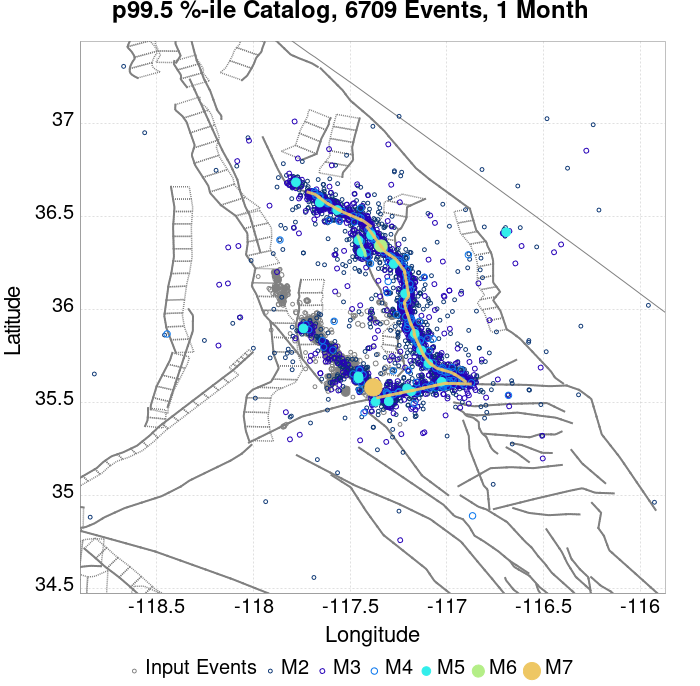 p99.5 %-ile Catalog, 6709 Events, 1 Month
37
36.5
36
35.5
35
34.5
Latitude
-118.5 -118 -117.5 -117 -116.5 -116
Longitude
Input Events M2 M3 M4 M5 M6 M7